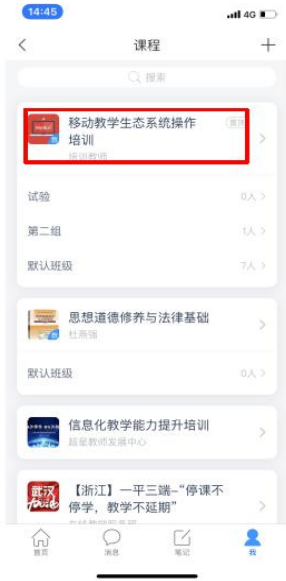 14:45
4G
课程
搜索
移动教学生态系统操作
培训
培训教师
试验
0人
第二组
1人
默认班级
7人
思想道德修养与法律基础
杜燕强
默认班级
0人
信息化教学能力提升培训
超星教师发展中心
武汉
【浙江】一平三端-“停课不
停学，教学不延期”
首页
消息
笔记
我